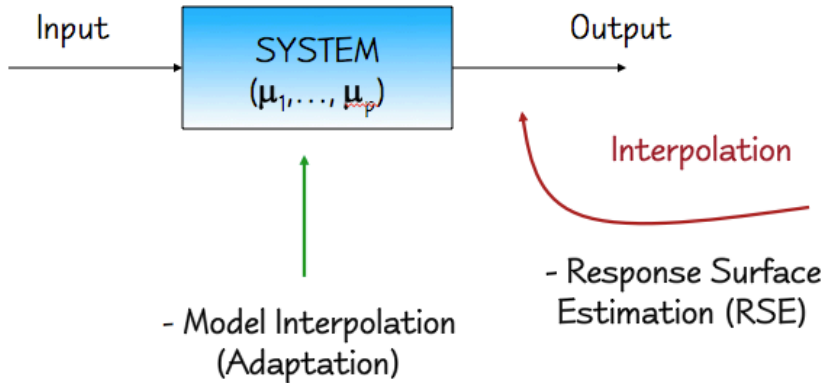 Input
SYSTEM
(μ1,..., μp)
Output
Interpolation
- Response Surface
Estimation (RSE)
- Model Interpolation
(Adaptation)